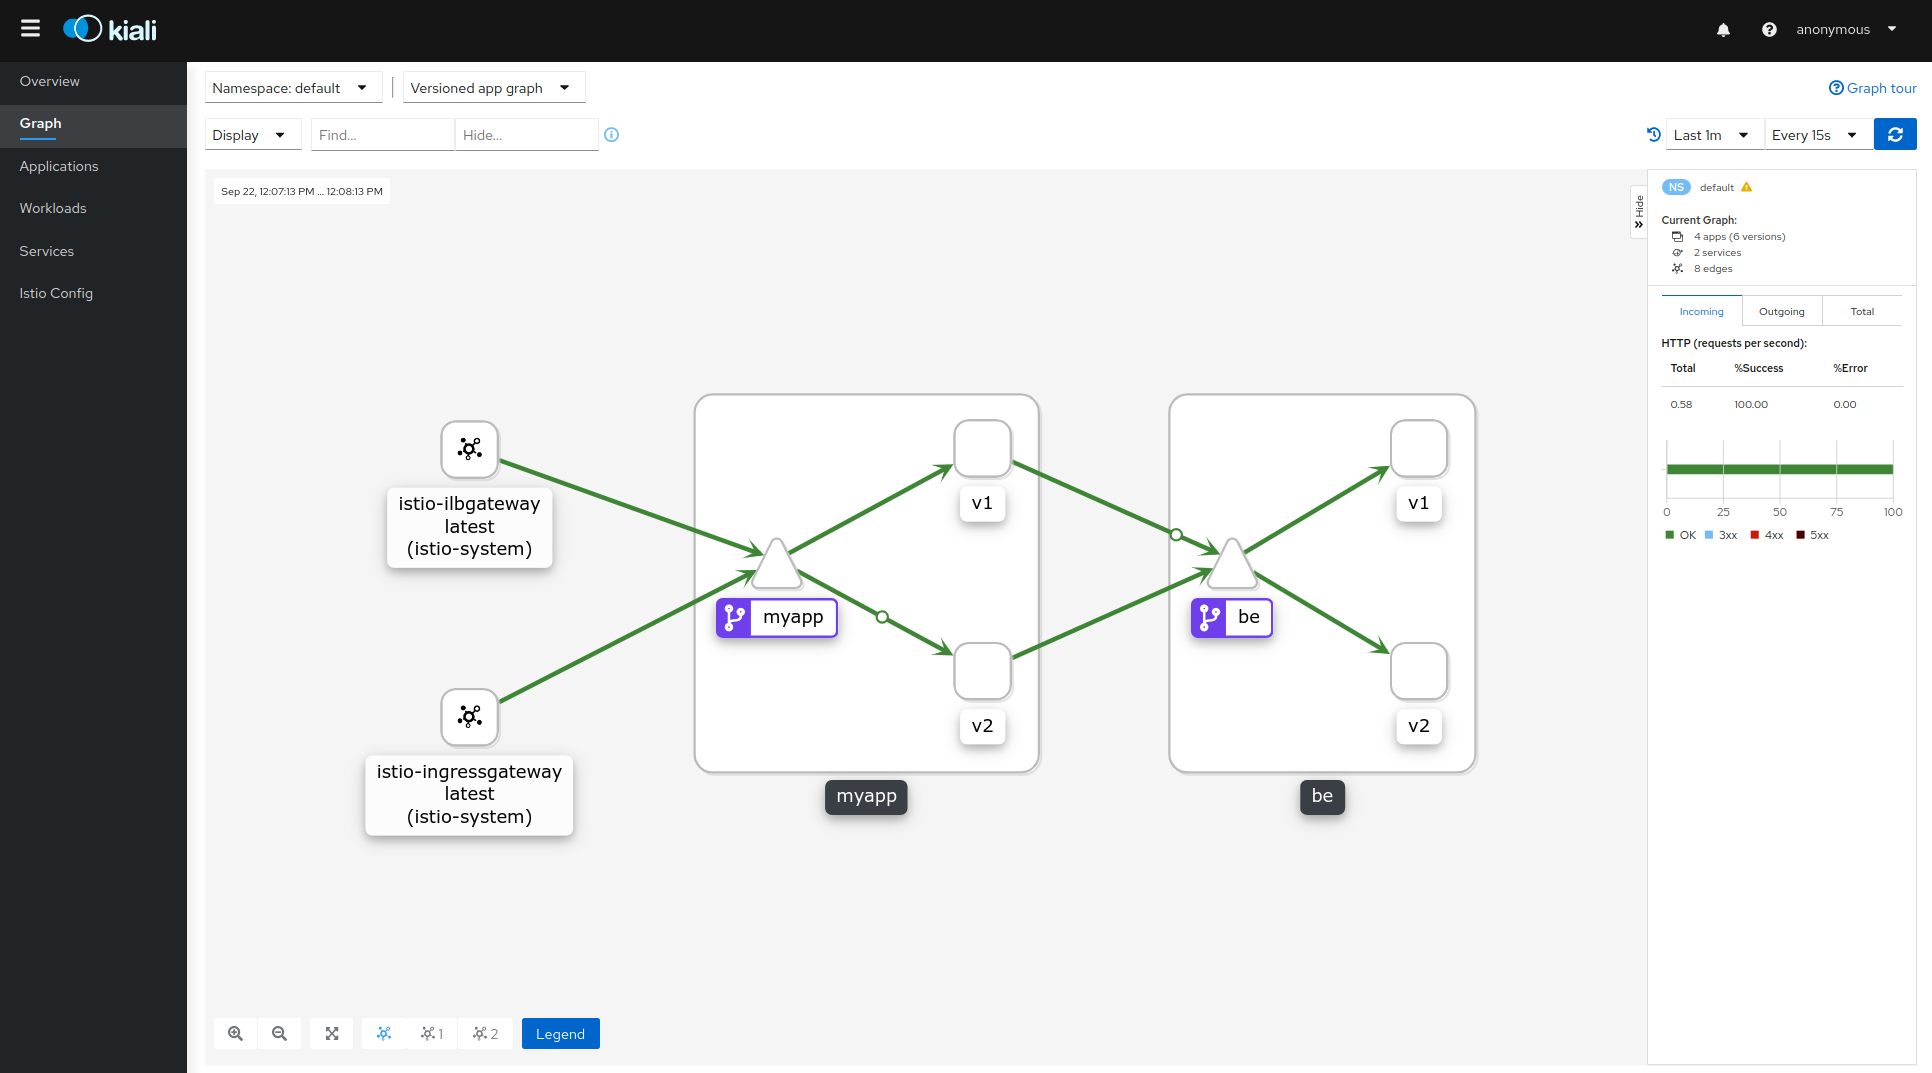 kiali
anonymous
Overview
Graph
Applications
Workloads
Services
Istio Config
Namespace: default
Versioned app graph
Graph tour
Display
Find...
Hide...
Last 1m
Every 15s
Sep 22, 12:07:13 PM ... 12:08:13 PM
Hide
NS default
Current Graph:
4 apps (6 versions)
2 services
8 edges
Incoming
Outgoing
Total
HTTP (requests per second):
Total %Success %Error
0.58 100.00 0.00
0 25 50 75 100
OK 3xx 4xx 5xx
istio-ilbgateway
latest
(istio-system)
istio-ingressgateway
latest
(istio-system)
v1
myapp
v2
myapp
v1
be
v2
be
1
2
Legend